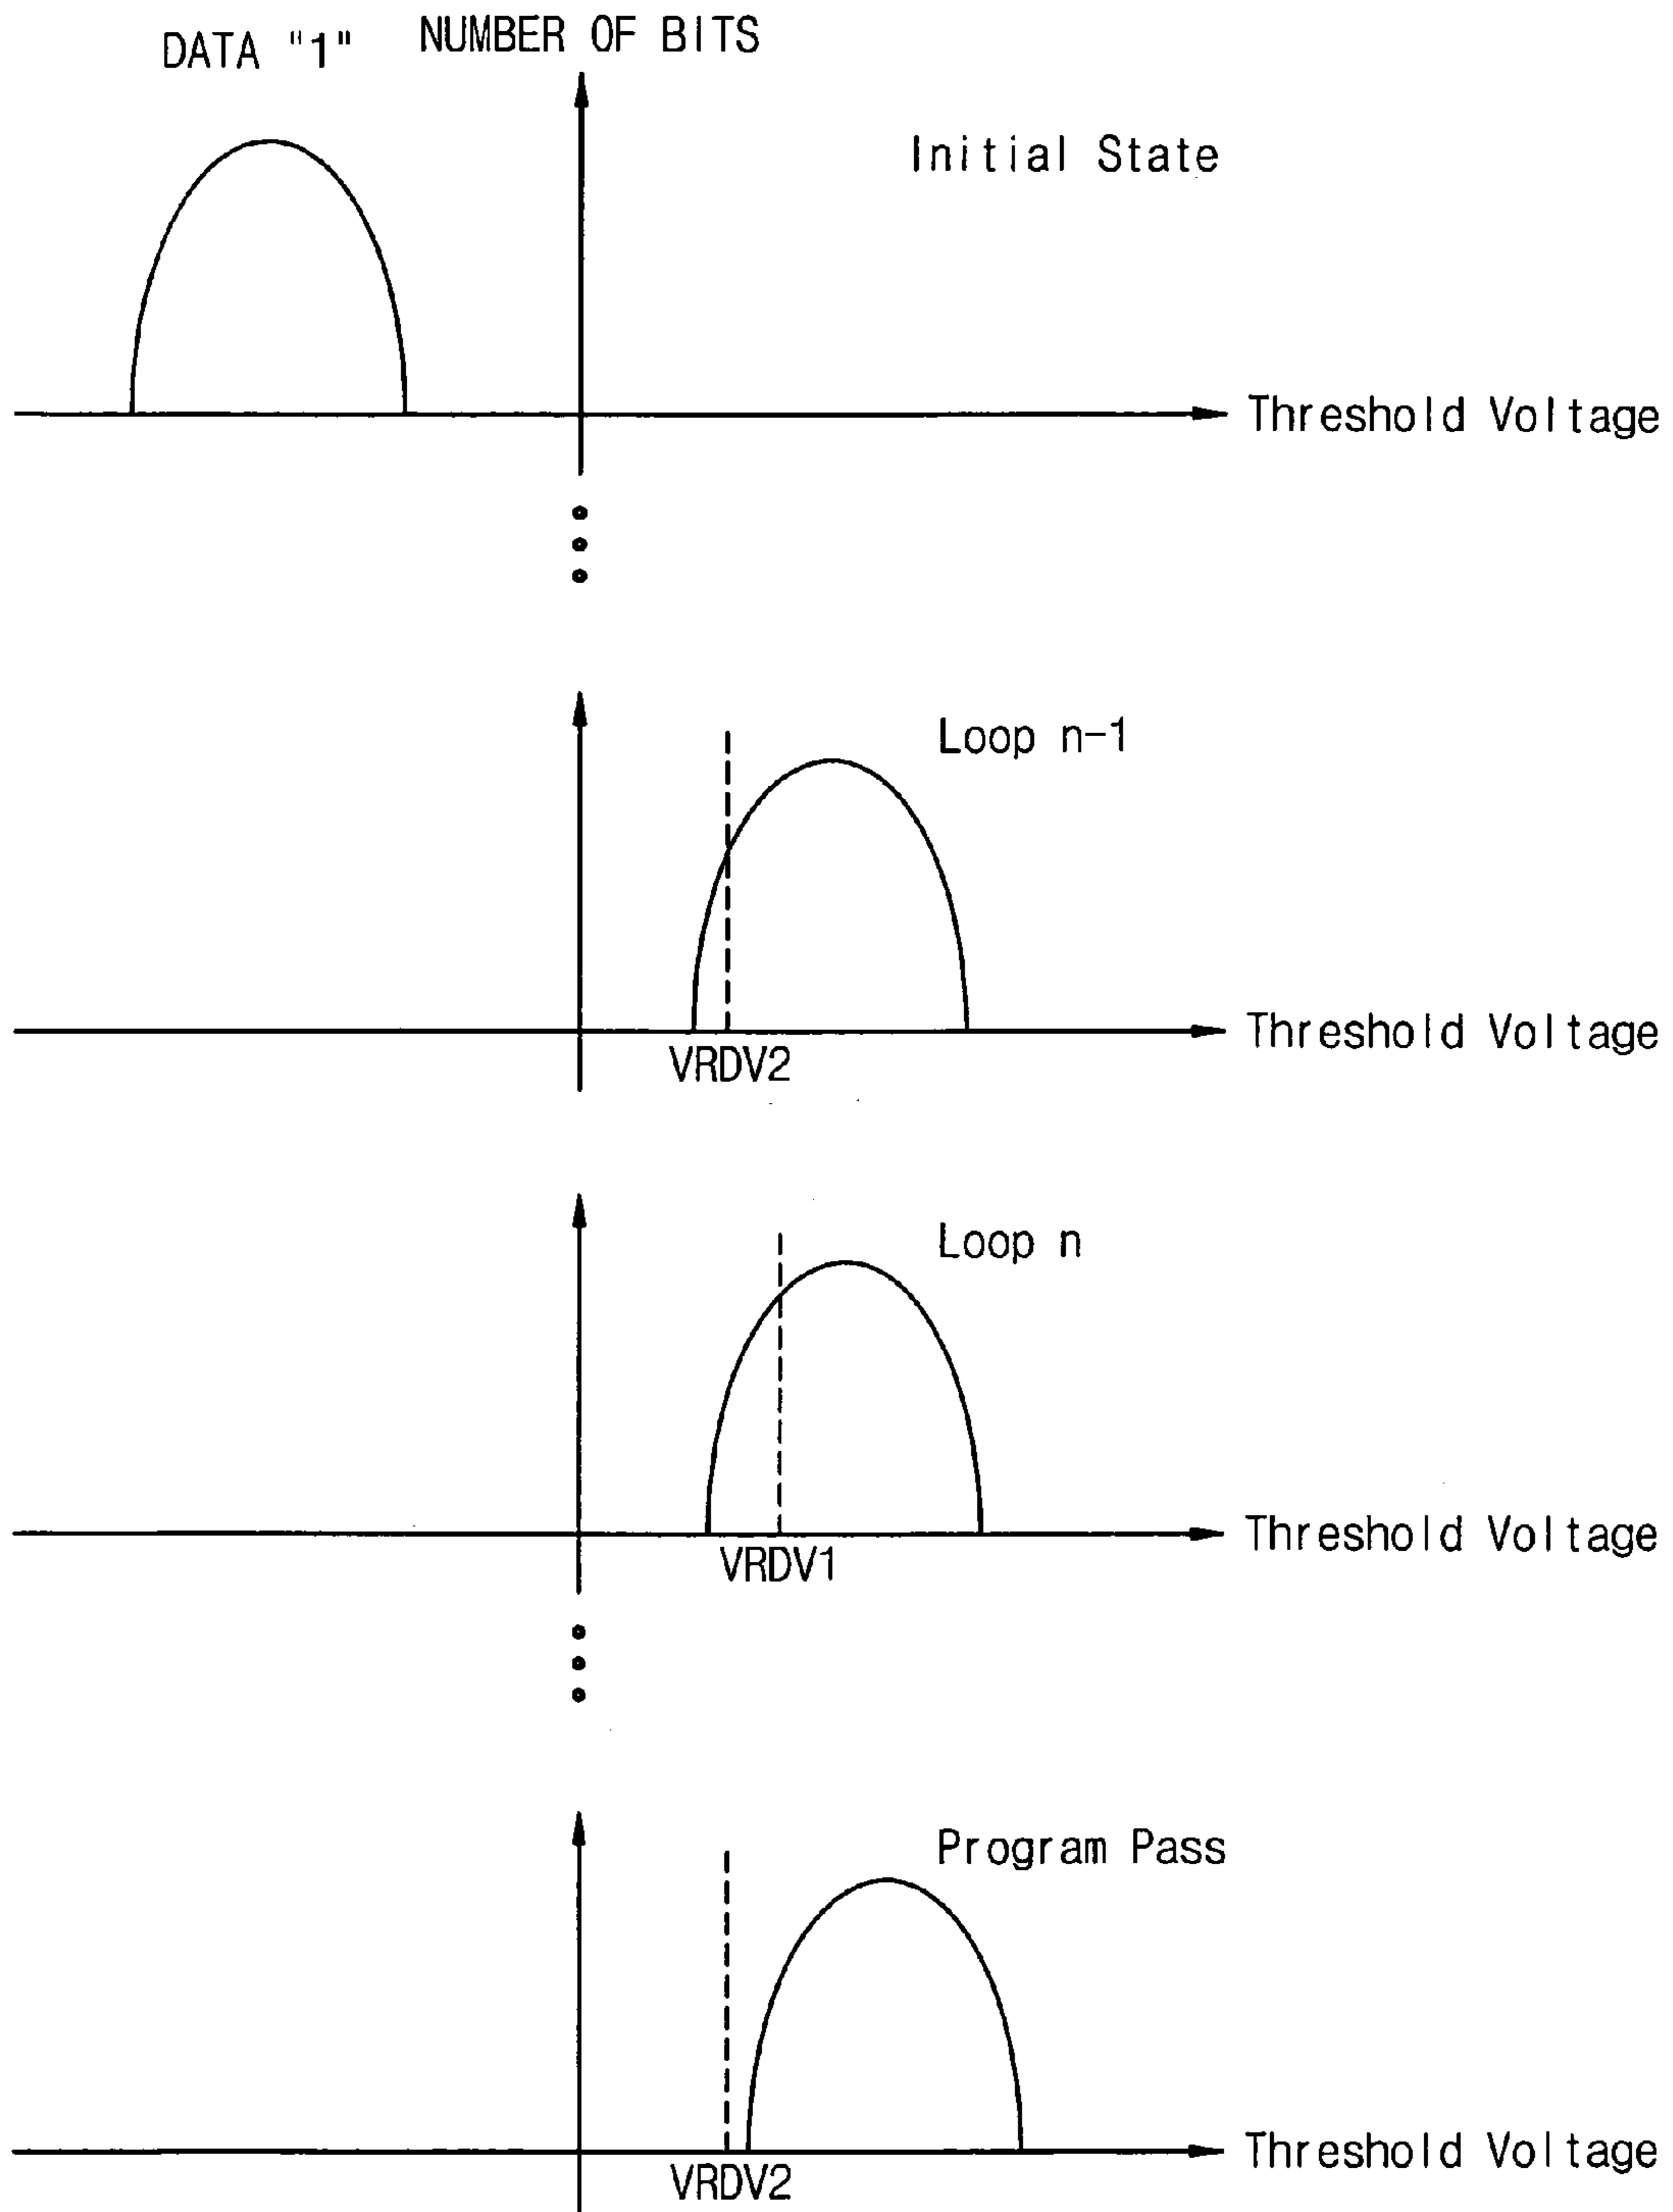 DATA "1"
NUMBER OF BITS
Initial State
Threshold Voltage
Loop n-1
Threshold Voltage
VRDV2
Loop n
Threshold Voltage
VRDV1
Program Pass
Threshold Voltage
VRDV2